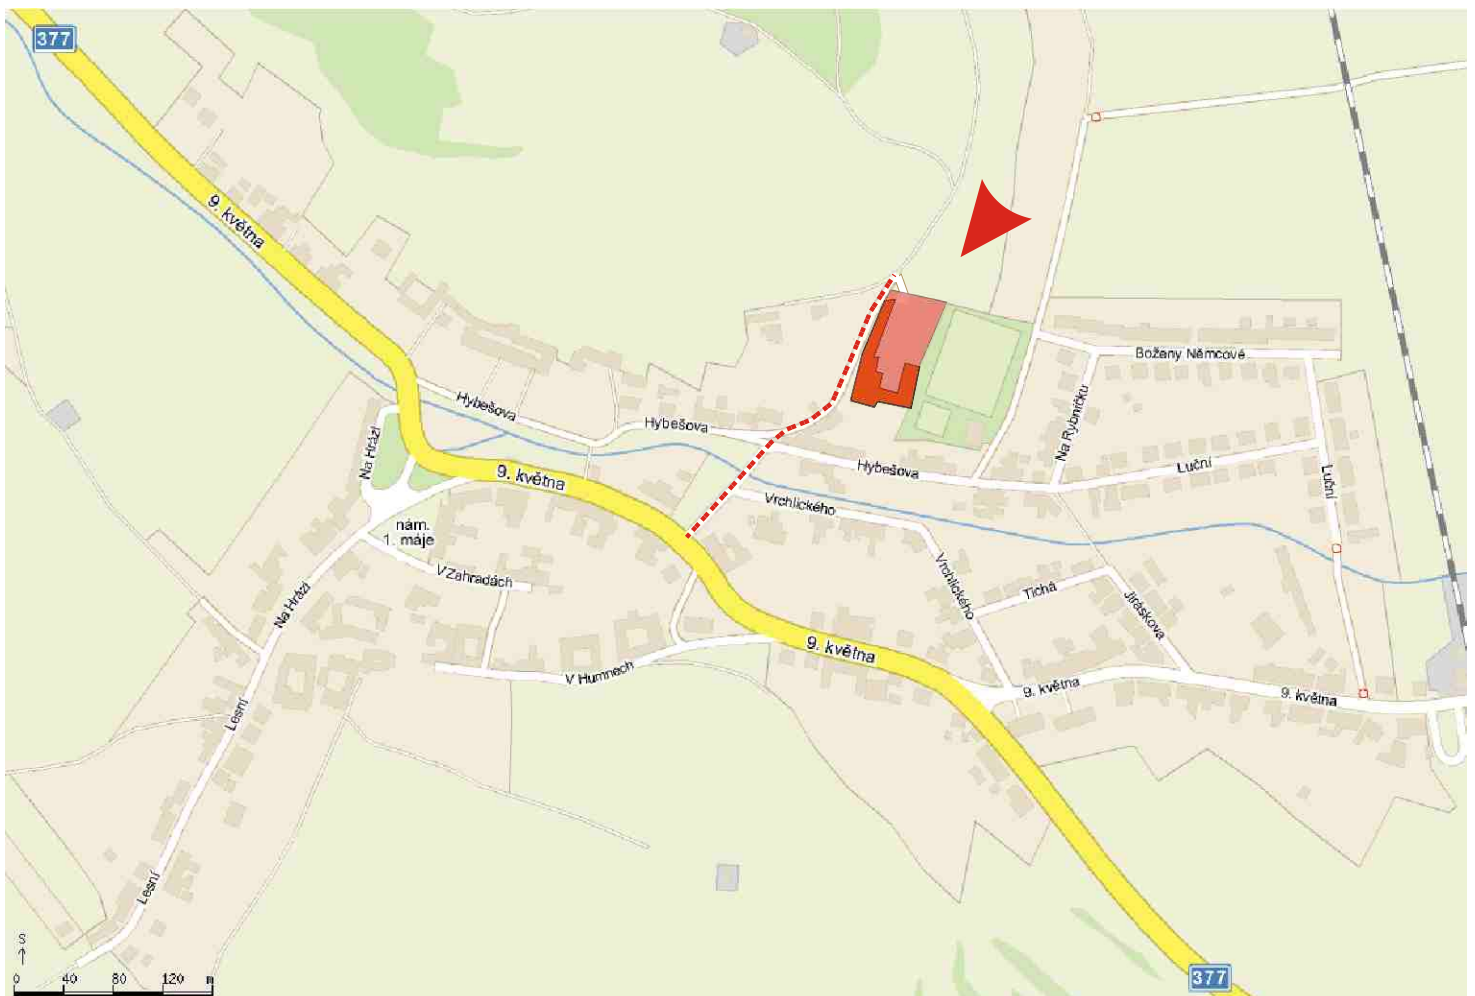 377
9. května
Božany Němcové
Hybešova
Hybešova
Na Rybníčku
Na Hrázi
Hybešova
Luční
9. května
Luční
Vrchlického
nám.
1. máje
V Zahradách
Vrchlického
Tichá
Na Hrázi
Jiráskova
9. května
V Humnech
9. května
9. května
Lesní
Lesní
S
0 40 80 120 m
377